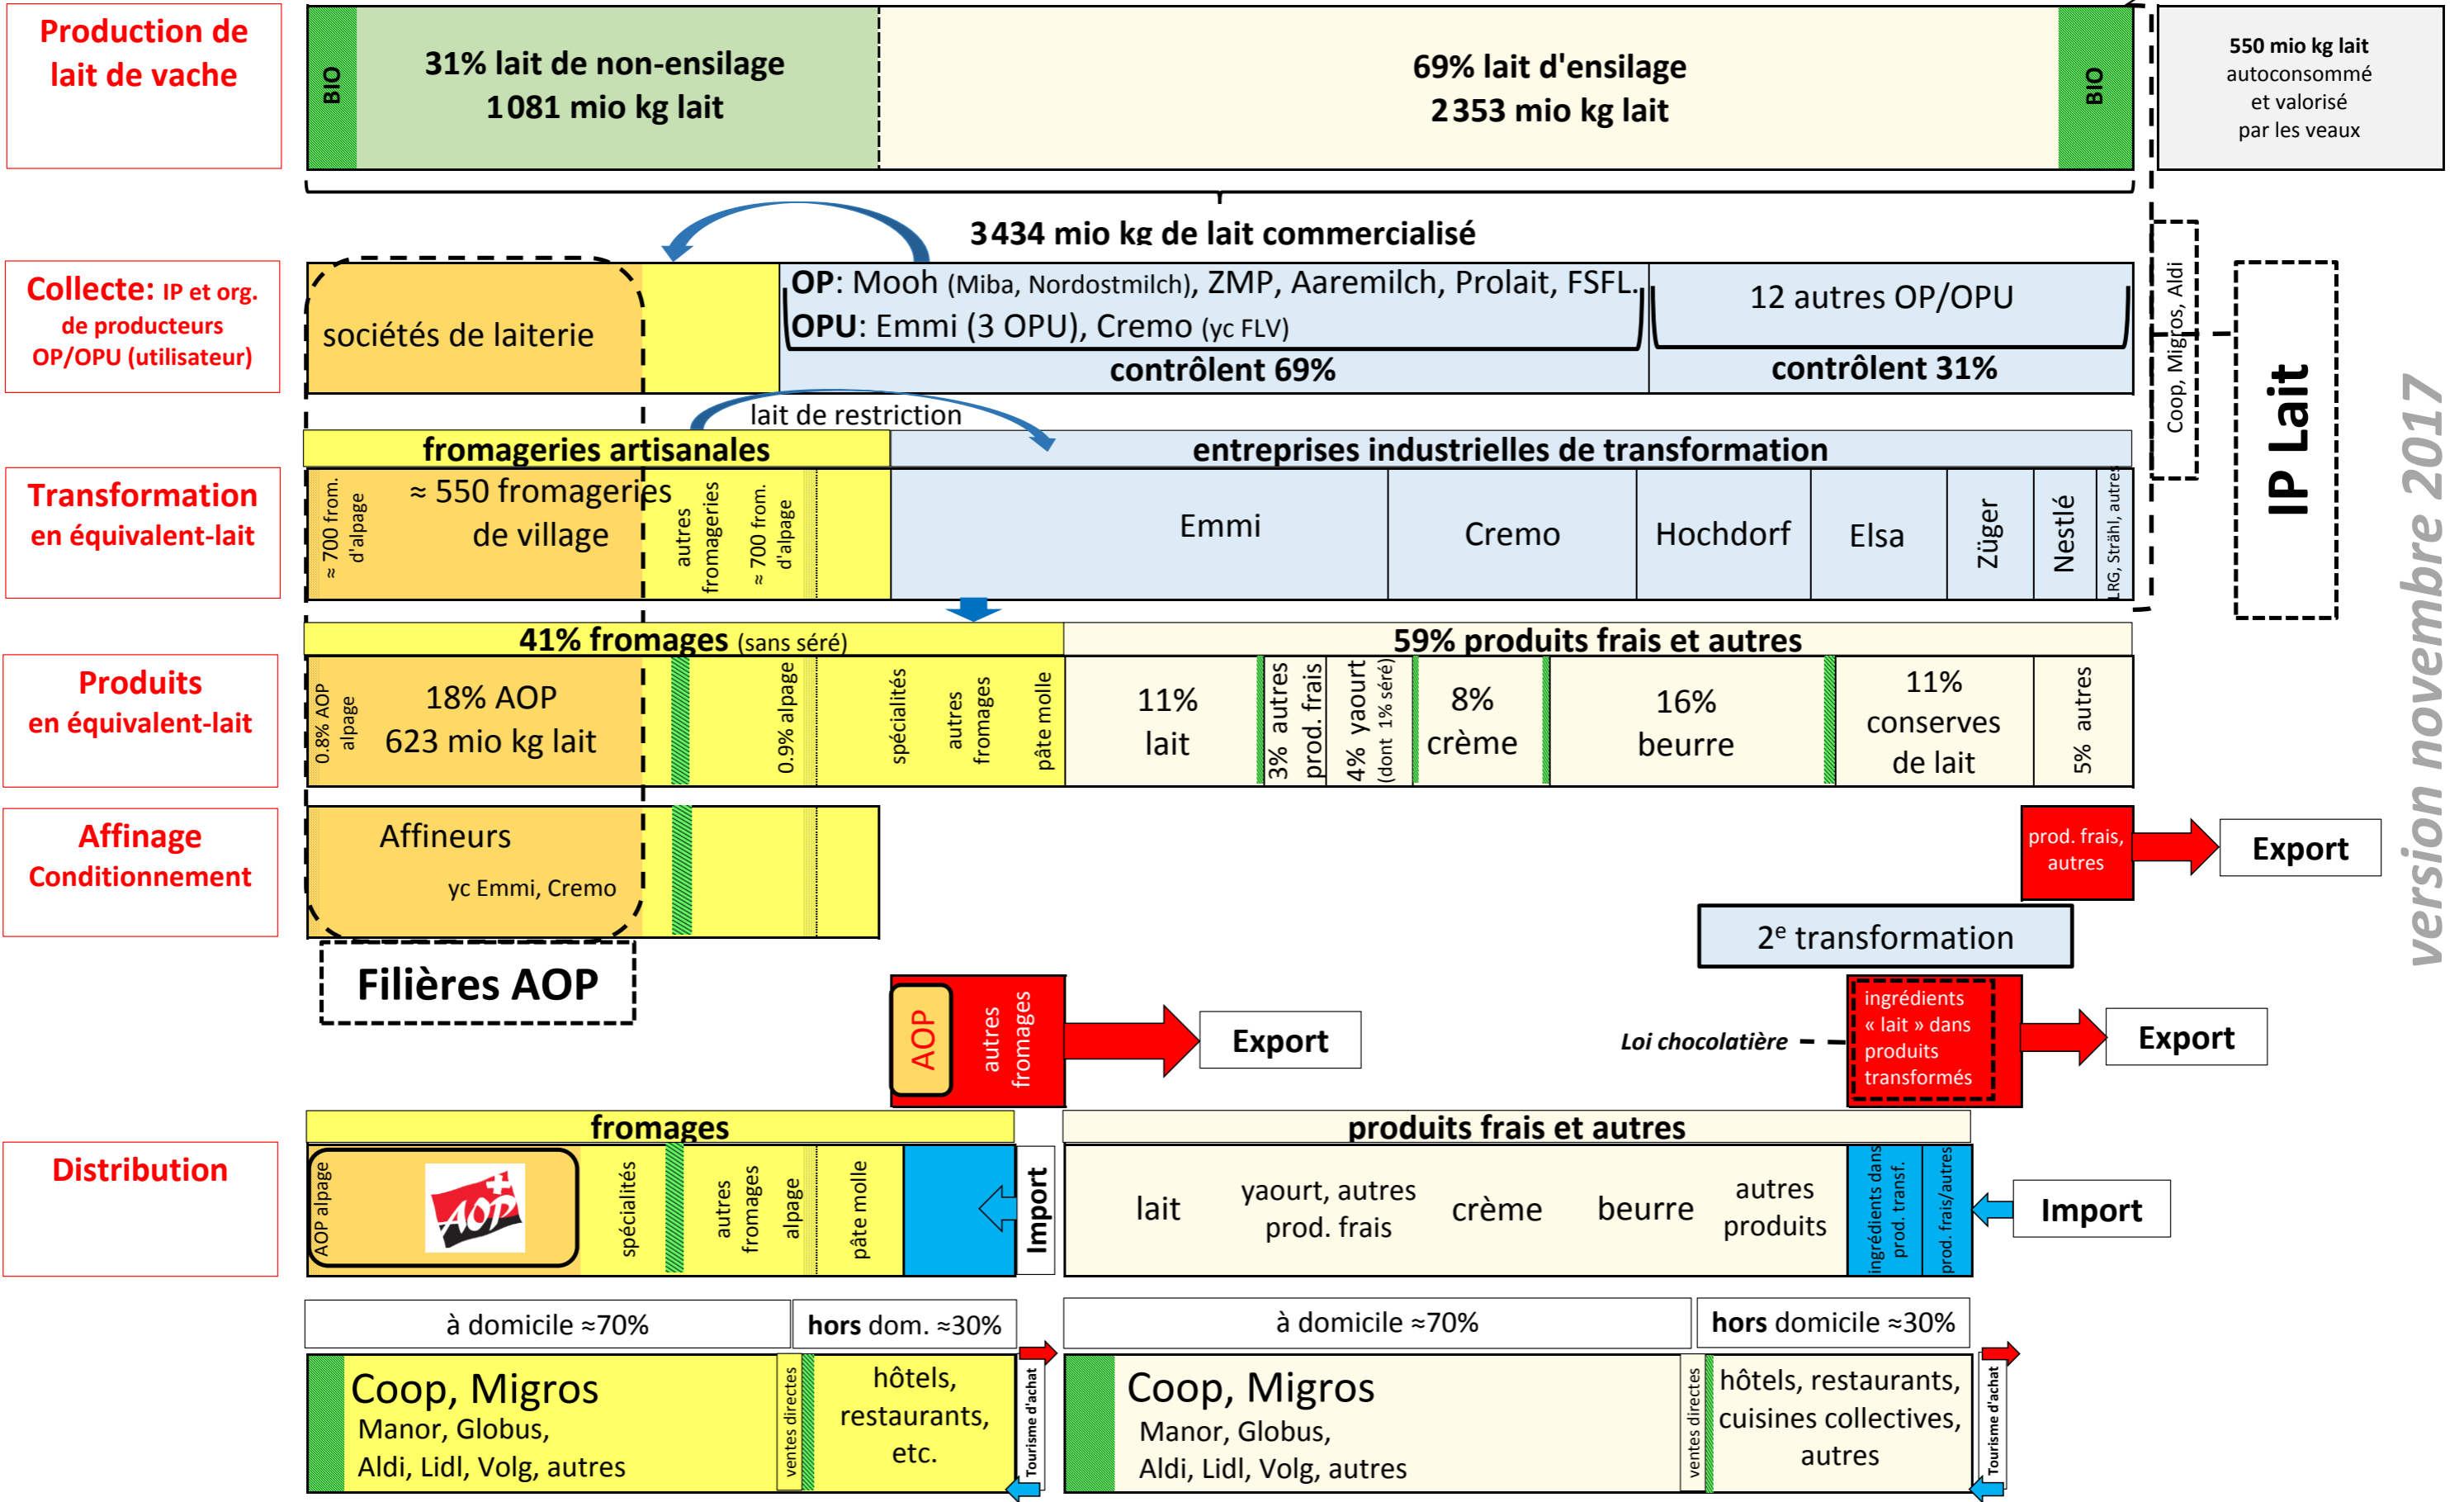 Production de
lait de vache
BIO
31% lait de non-ensilage
1081 mio kg lait
69% lait d'ensilage
2353 mio kg lait
BIO
550 mio kg lait
autoconsommé
et valorisé
par les veaux
3434 mio kg de lait commercialisé
Collecte: IP et org.
de producteurs
OP/OPU (utilisateur)
sociétés de laiterie
OP: Mooh (Miba, Nordostmilch), ZMP, Aaremilch, Prolait, FSFL.
OPU: Emmi (3 OPU), Cremo (yc FLV)
contrôlent 69%
12 autres OP/OPU
contrôlent 31%
Coop, Migros, Aldi
IP Lait
version novembre 2017
lait de restriction
fromageries artisanales
entreprises industrielles de transformation
Transformation
en équivalent-lait
≈ 700 from.
d'alpage
≈ 550 fromageries
de village
autres
fromageries
≈ 700 from.
d'alpage
Emmi
Cremo
Hochdorf
Elsa
Züger
Nestlé
LRG, Strähl, autres
41% fromages (sans séré)
59% produits frais et autres
Produits
en équivalent-lait
0.8% AOP
alpage
18% AOP
623 mio kg lait
0.9% alpage
spécialités
autres
fromages
pâte molle
11%
lait
3% autres
prod. frais
4% yaourt
(dont 1% séré)
8%
crème
16%
beurre
11%
conserves
de lait
5% autres
Affinage
Conditionnement
Affineurs
yc Emmi, Cremo
prod. frais,
autres
Export
2e transformation
Filières AOP
AOP
autres
fromages
Export
Loi chocolatière
ingrédients
« lait » dans
produits
transformés
Export
fromages
produits frais et autres
Distribution
AOP alpage
AOP
spécialités
autres
fromages
alpage
pâte molle
Import
lait
yaourt, autres
prod. frais
crème
beurre
autres
produits
ingrédients dans
prod. transf.
prod. frais/autres
Import
à domicile ≈70%
hors dom. ≈30%
à domicile ≈70%
hors domicile ≈30%
Coop, Migros
Manor, Globus,
Aldi, Lidl, Volg, autres
ventes directes
hôtels,
restaurants,
etc.
Tourisme d'achat
Coop, Migros
Manor, Globus,
Aldi, Lidl, Volg, autres
ventes directes
hôtels, restaurants,
cuisines collectives,
autres
Tourisme d'achat